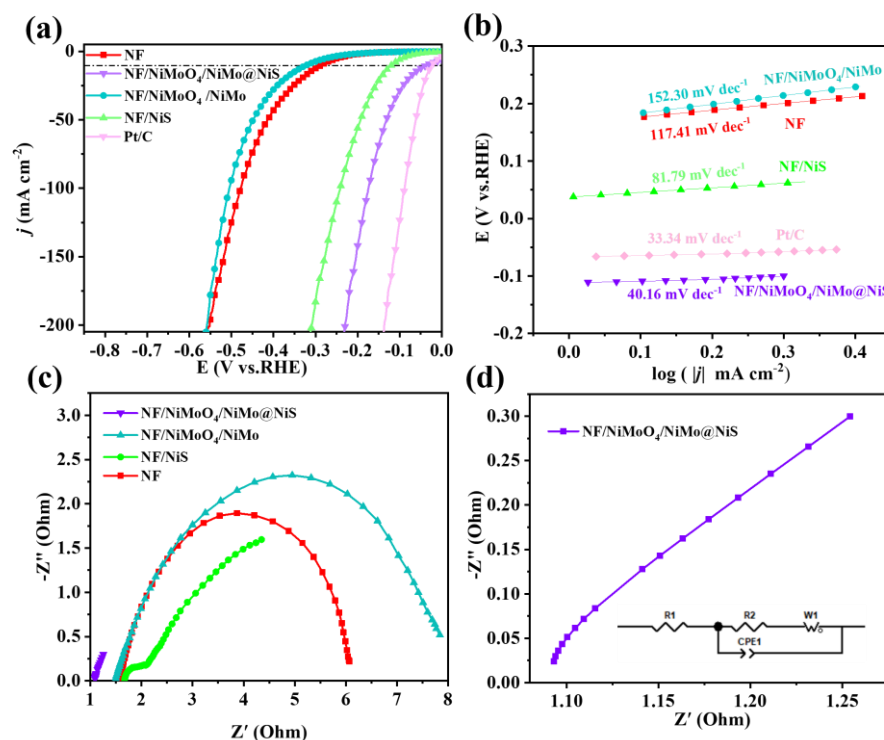 (a)
0
-50
-100
-150
-200
j (mA cm⁻²)
NF
NF/NiMoO₄/NiMo@NiS
NF/NiMoO₄ /NiMo
NF/NiS
Pt/C
-0.8 -0.7 -0.6 -0.5 -0.4 -0.3 -0.2 -0.1 0.0
E (V vs.RHE)
(b)
0.3
0.2
0.1
0.0
-0.1
-0.2
E (V vs.RHE)
152.30 mV dec⁻¹ NF/NiMoO₄/NiMo
117.41 mV dec⁻¹ NF
81.79 mV dec⁻¹ NF/NiS
33.34 mV dec⁻¹ Pt/C
40.16 mV dec⁻¹ NF/NiMoO₄/NiMo@NiS
0.0 0.1 0.2 0.3 0.4
log ( |j| mA cm⁻²)
(c)
3.0
2.5
2.0
1.5
1.0
0.5
0.0
-Z″ (Ohm)
NF/NiMoO₄/NiMo@NiS
NF/NiMoO₄/NiMo
NF/NiS
NF
1 2 3 4 5 6 7 8
Z′ (Ohm)
(d)
0.30
0.25
0.20
0.15
0.10
0.05
0.00
-Z″ (Ohm)
NF/NiMoO₄/NiMo@NiS
R1 R2 W1
CPE1
1.10 1.15 1.20 1.25
Z′ (Ohm)